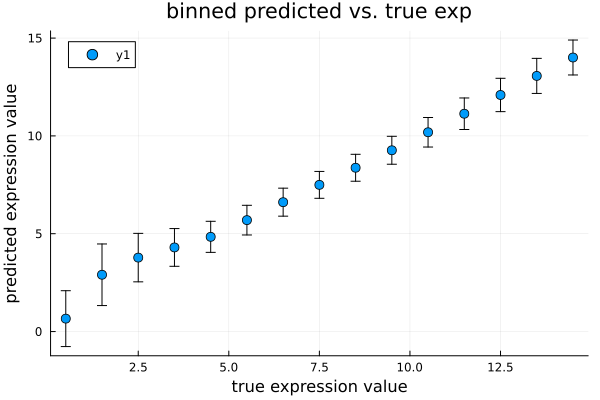 binned predicted vs. true exp
y1
predicted expression value
15
10
5
0
2.5 5.0 7.5 10.0 12.5
true expression value